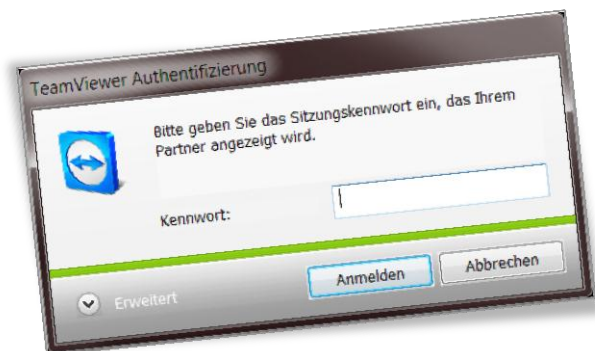 TeamViewer Authentifizierung
Bitte geben Sie das Sitzungskennwort ein, das Ihrem
Partner angezeigt wird.
Kennwort:
Anmelden
Abbrechen
Erweitert